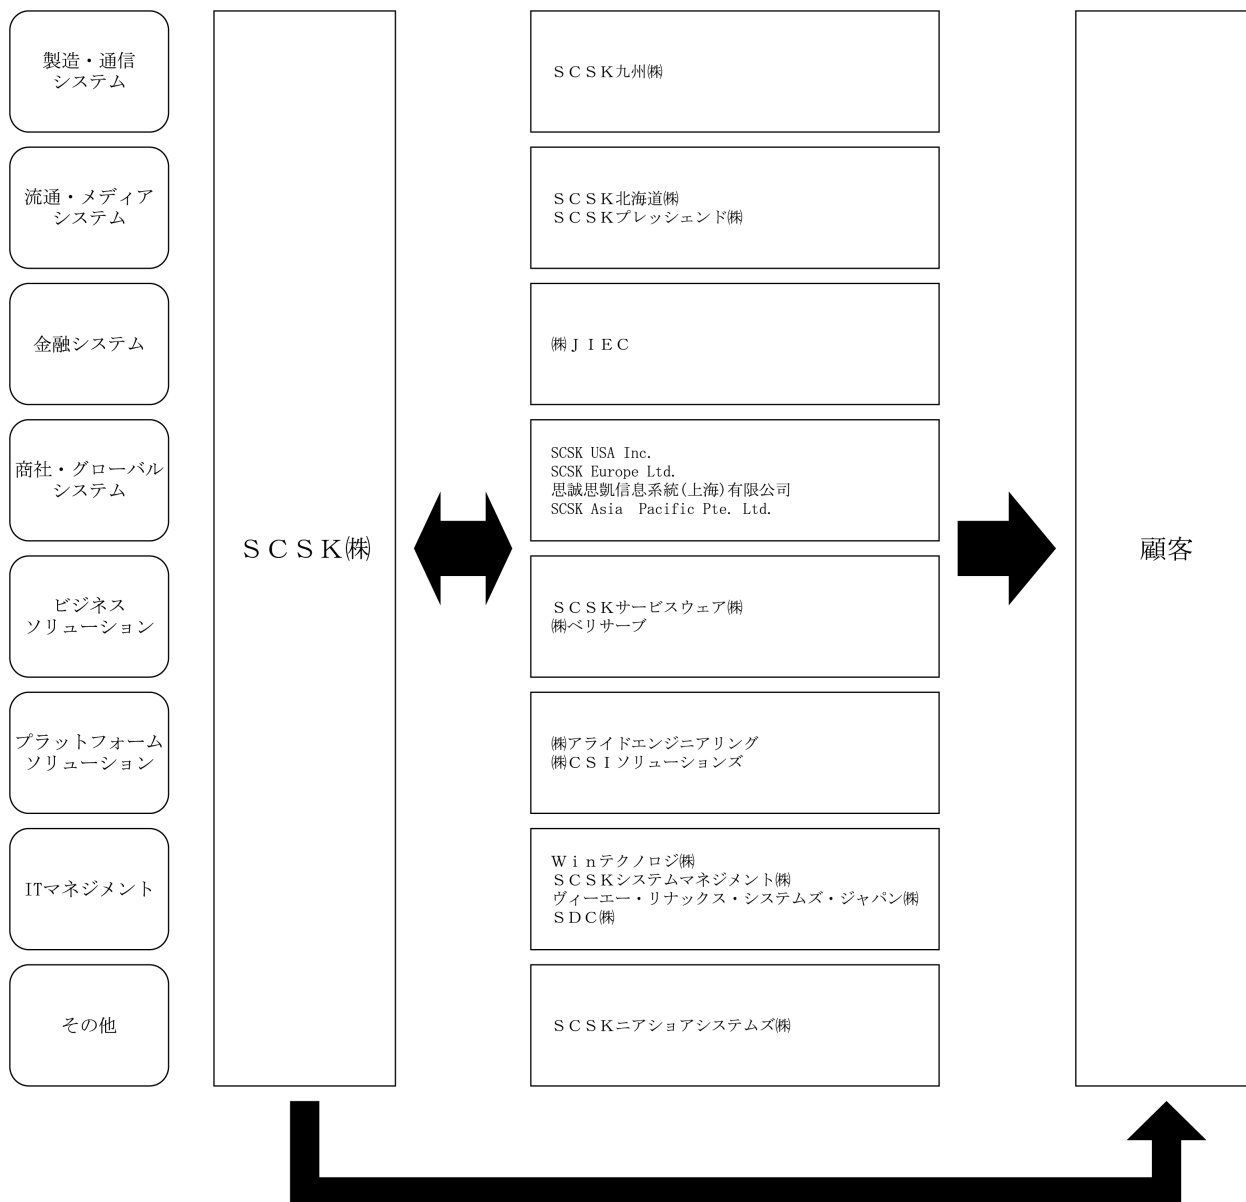 製造・通信
システム
ＳＣＳＫ九州㈱
流通・メディア
システム
ＳＣＳＫ北海道㈱
ＳＣＳＫプレッシェンド㈱
金融システム
㈱ＪＩＥＣ
商社・グローバル
システム
SCSK USA Inc.
SCSK Europe Ltd.
思誠思凱信息系統(上海)有限公司
SCSK Asia　Pacific Pte. Ltd.
ＳＣＳＫ㈱
顧客
ビジネス
ソリューション
ＳＣＳＫサービスウェア㈱
㈱ベリサーブ
プラットフォーム
ソリューション
㈱アライドエンジニアリング
㈱ＣＳＩソリューションズ
ITマネジメント
Ｗｉｎテクノロジ㈱
ＳＣＳＫシステムマネジメント㈱
ヴィーエー・リナックス・システムズ・ジャパン㈱
ＳＤＣ㈱
その他
ＳＣＳＫニアショアシステムズ㈱